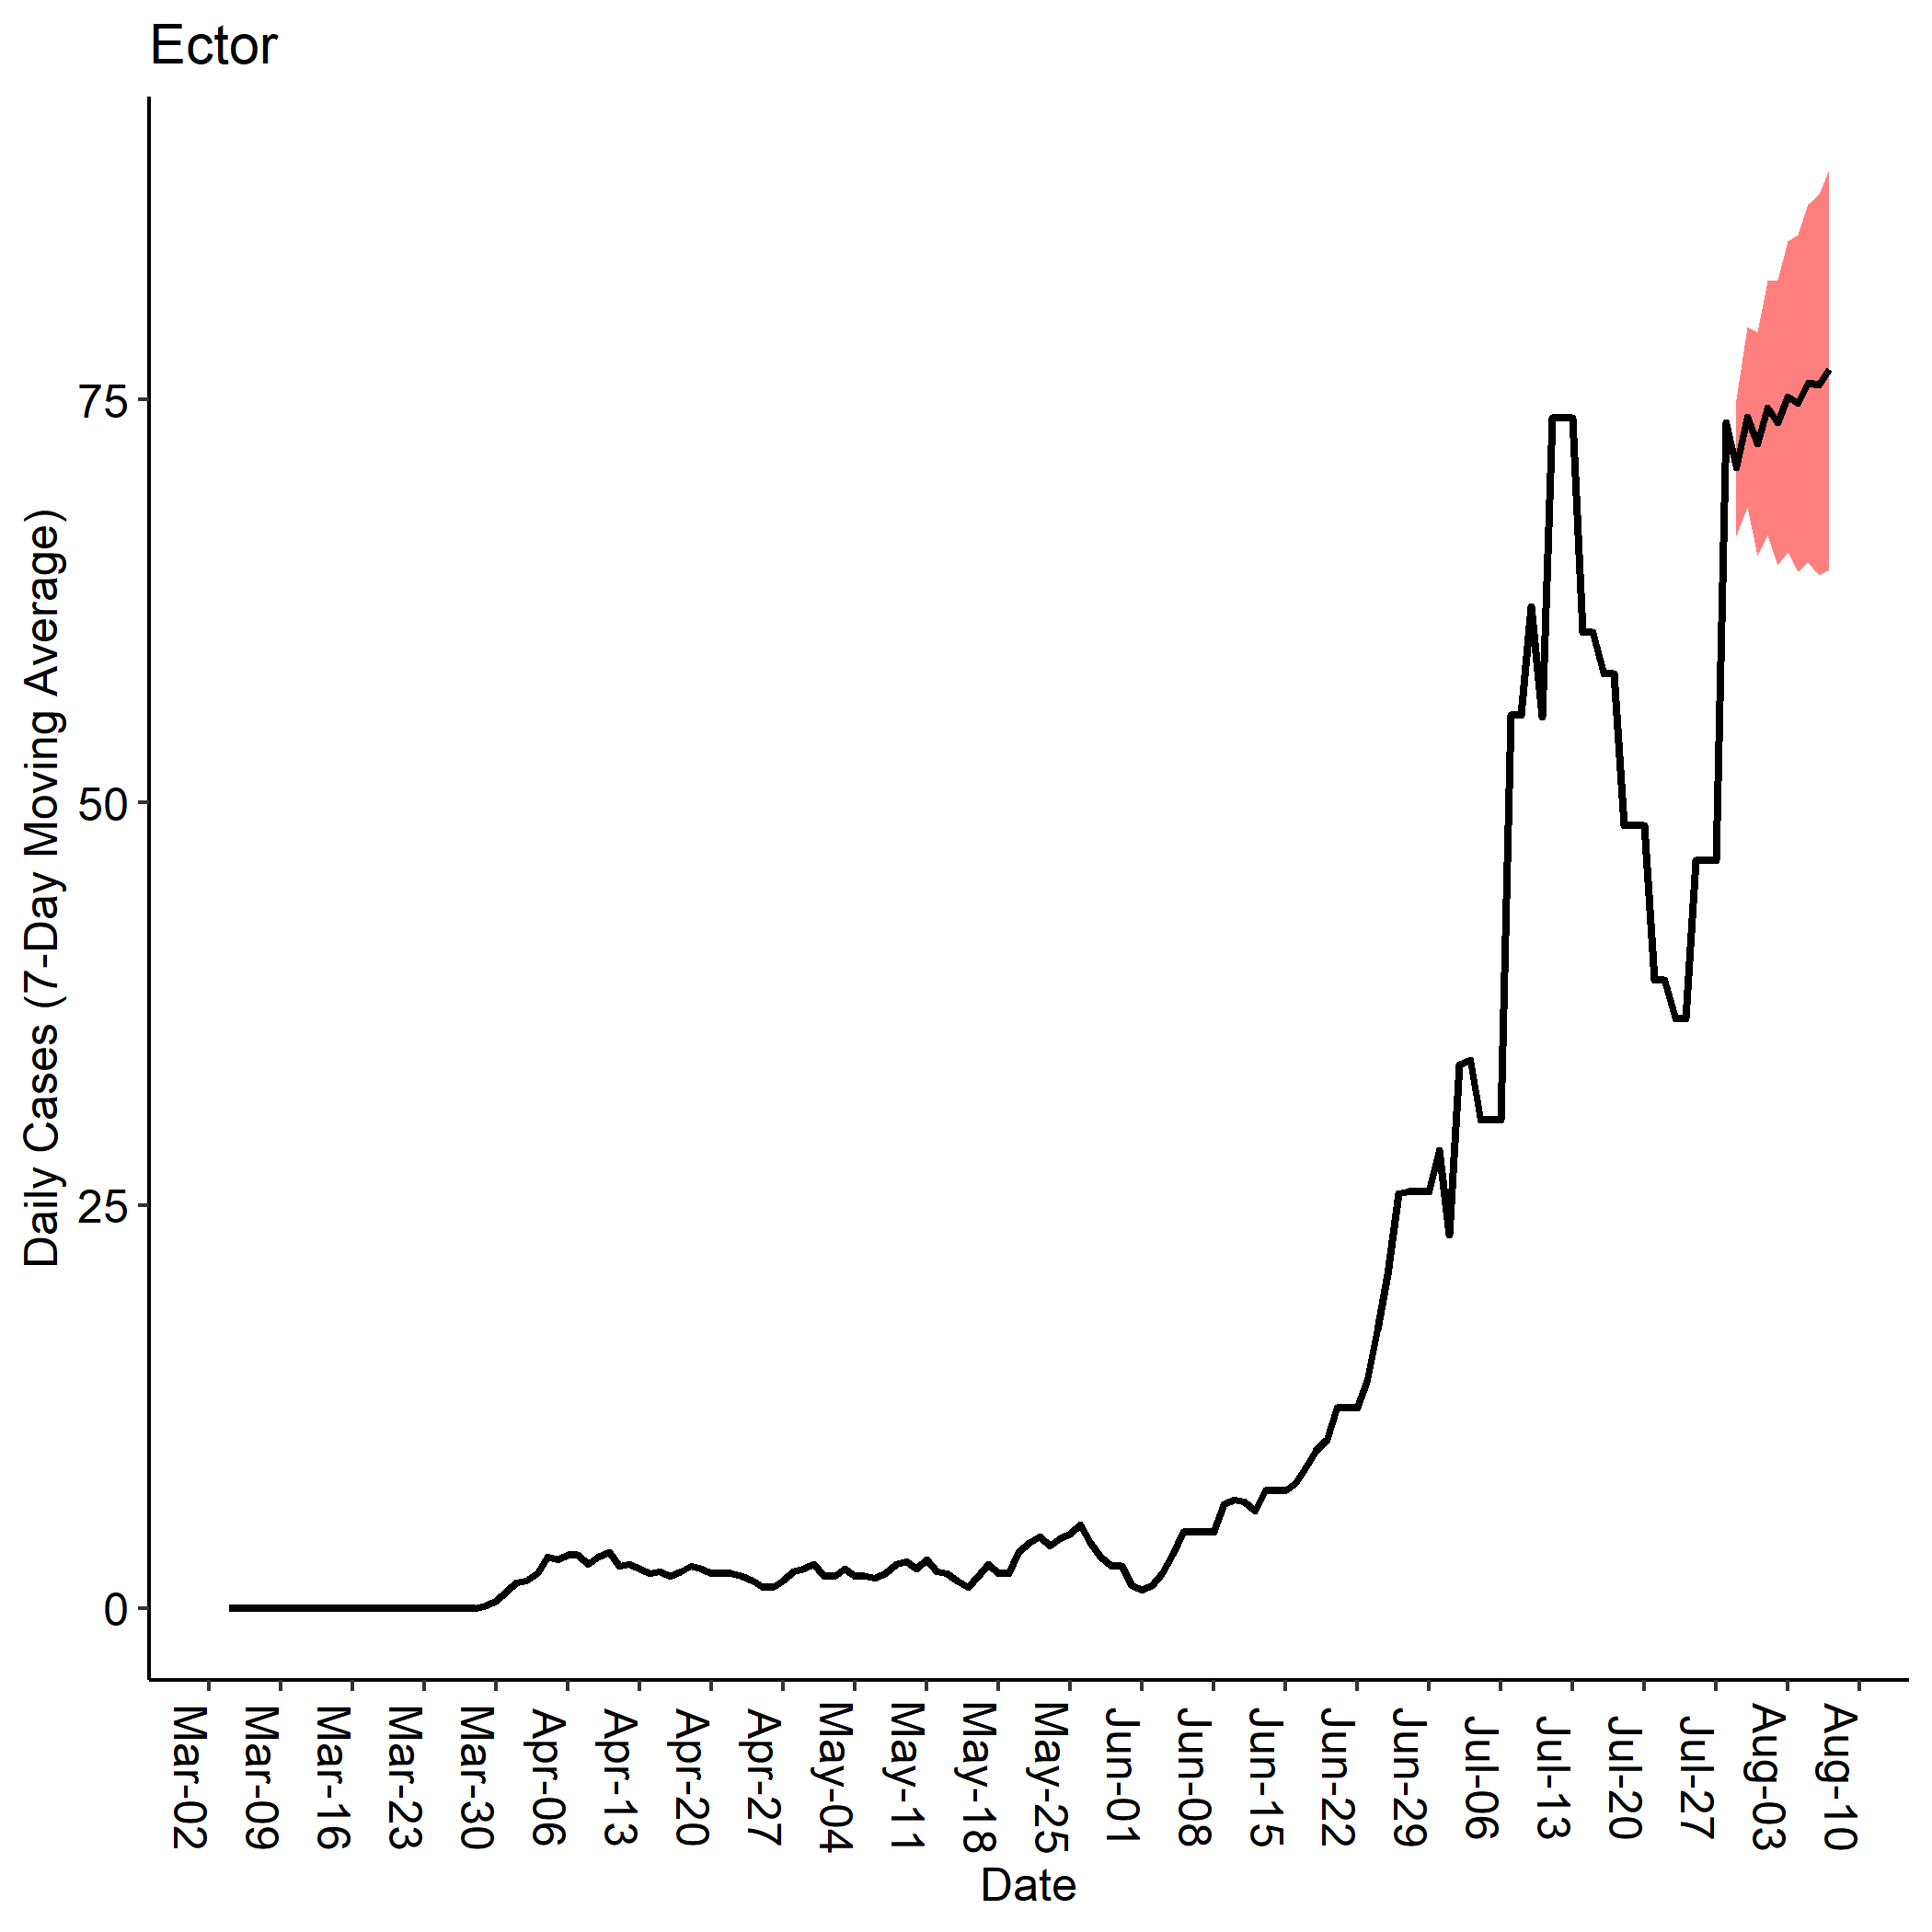 Ector
Daily Cases (7-Day Moving Average)
75
50
25
0
Mar-02
Mar-09
Mar-16
Mar-23
Mar-30
Apr-06
Apr-13
Apr-20
Apr-27
May-04
May-11
May-18
May-25
Jun-01
Jun-08
Jun-15
Jun-22
Jun-29
Jul-06
Jul-13
Jul-20
Jul-27
Aug-03
Aug-10
Date